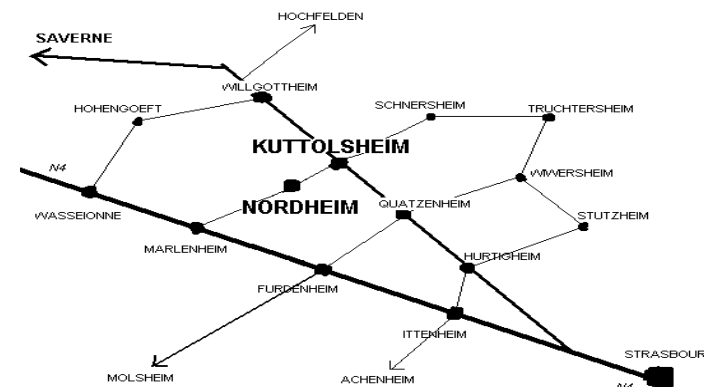 HOCHFELDEN
SAVERNE
WILLGOTTHEIM
HOHENGOEFT
SCHNERSHEIM
TRUCHTERSHEIM
KUTTOLSHEIM
N4
WIWERSHEIM
NORDHEIM
QUATZENHEIM
WASSEIONNE
STUTZHEIM
MARLENHEIM
HURTIGHEIM
FURDENHEIM
ITTENHEIM
STRASBOUR
MOLSHEIM
ACHENHEIM
N4